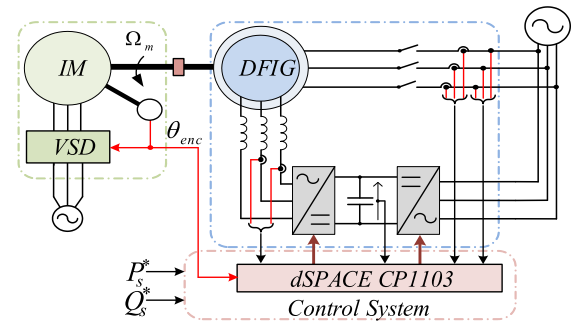 Ω_m
IM
DFIG
θ_enc
VSD
P_s^*
Q_s^*
dSPACE CP1103
Control System